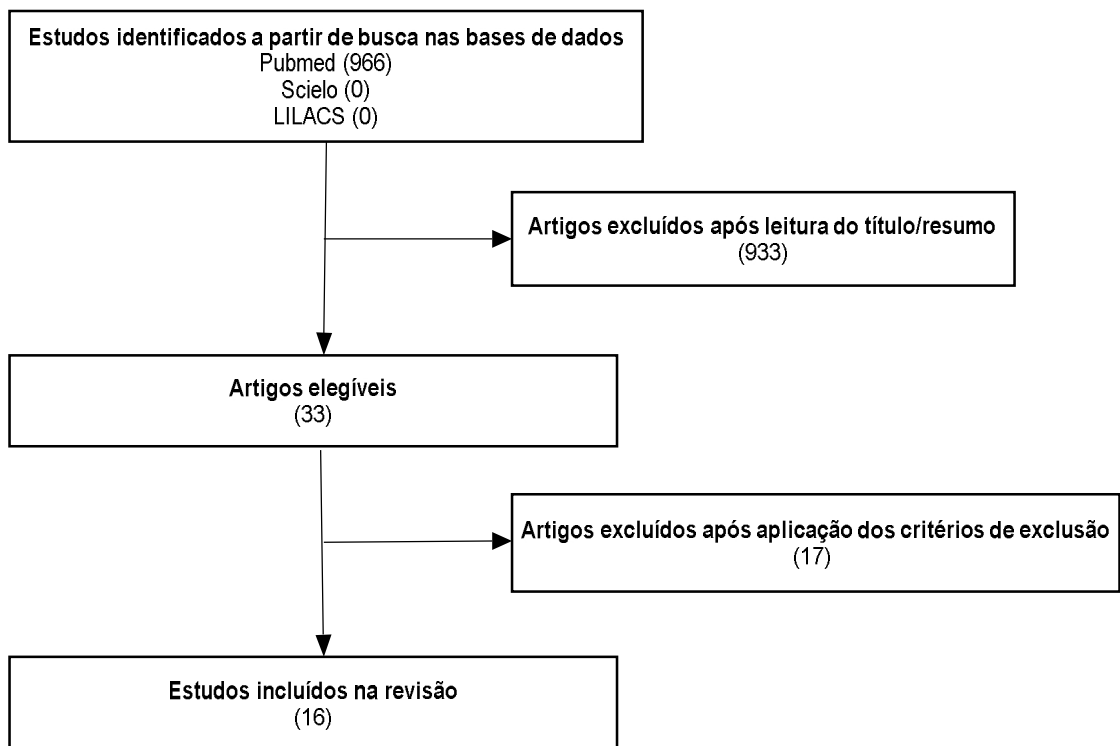 Estudos identificados a partir de busca nas bases de dados
Pubmed (966)
Scielo (0)
LILACS (0)
Artigos excluídos após leitura do título/resumo
(933)
Artigos elegíveis
(33)
Artigos excluídos após aplicação dos critérios de exclusão
(17)
Estudos incluídos na revisão
(16)